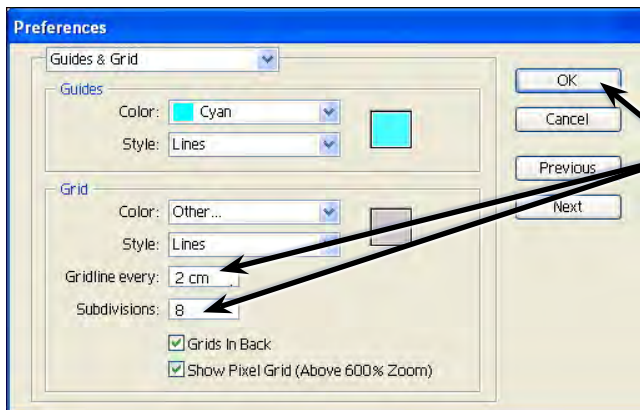 Preferences
Guides & Grid
OK
Guides
Color: Cyan
Cancel
Style: Lines
Previous
Grid
Next
Color: Other...
Style: Lines
Gridline every: 2 cm
Subdivisions: 8
Grids In Back
Show Pixel Grid (Above 600% Zoom)